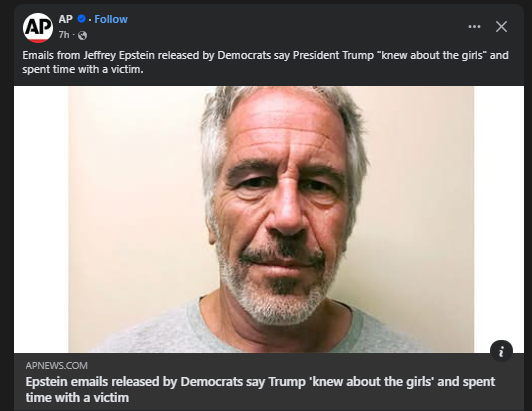 AP
AP · Follow
7h ·
Emails from Jeffrey Epstein released by Democrats say President Trump "knew about the girls" and
spent time with a victim.
i
APNEWS.COM
Epstein emails released by Democrats say Trump 'knew about the girls' and spent
time with a victim